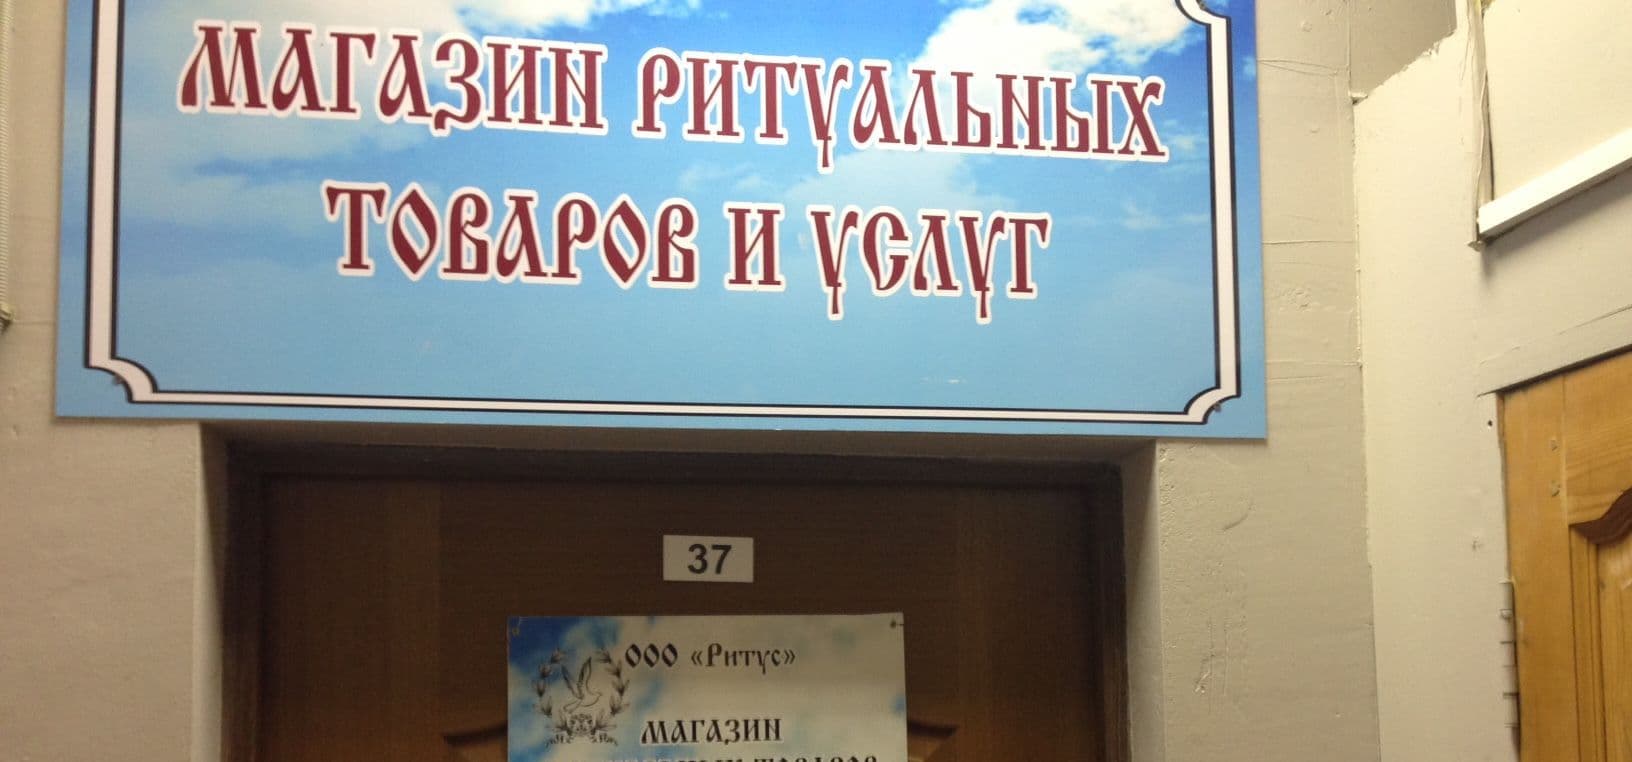 МАГАЗИН РИТУАЛЬНЫХ
ТОВАРОВ И УСЛУГ
37
ООО «Ритус»
МАГАЗИН